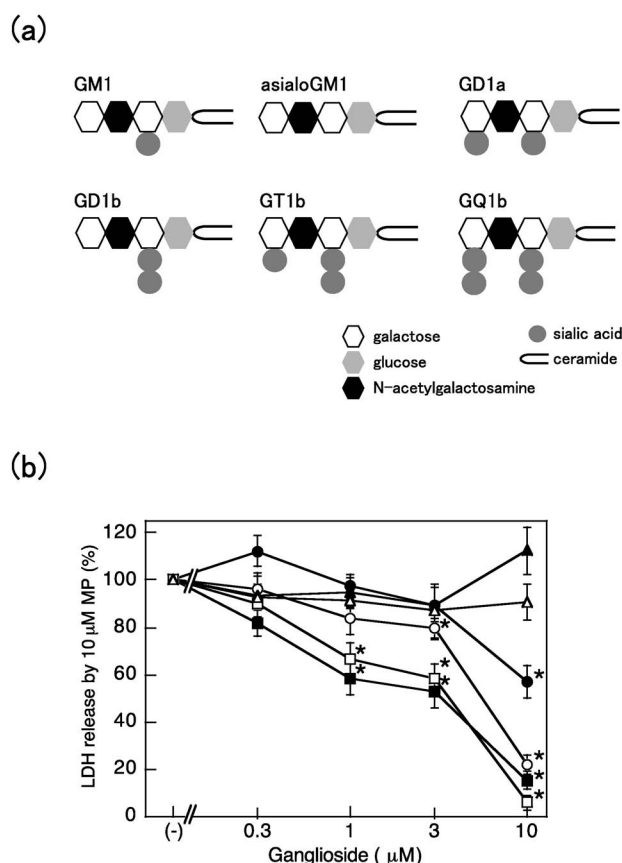 (a)
GM1
asialoGM1
GD1a
GD1b
GT1b
GQ1b
galactose
sialic acid
glucose
ceramide
N-acetylgalactosamine
(b)
LDH release by 10 μM MP (%)
120
100
80
60
40
20
0
* * * * * * * * *
(-)
0.3
1
3
10
Ganglioside ( μM)